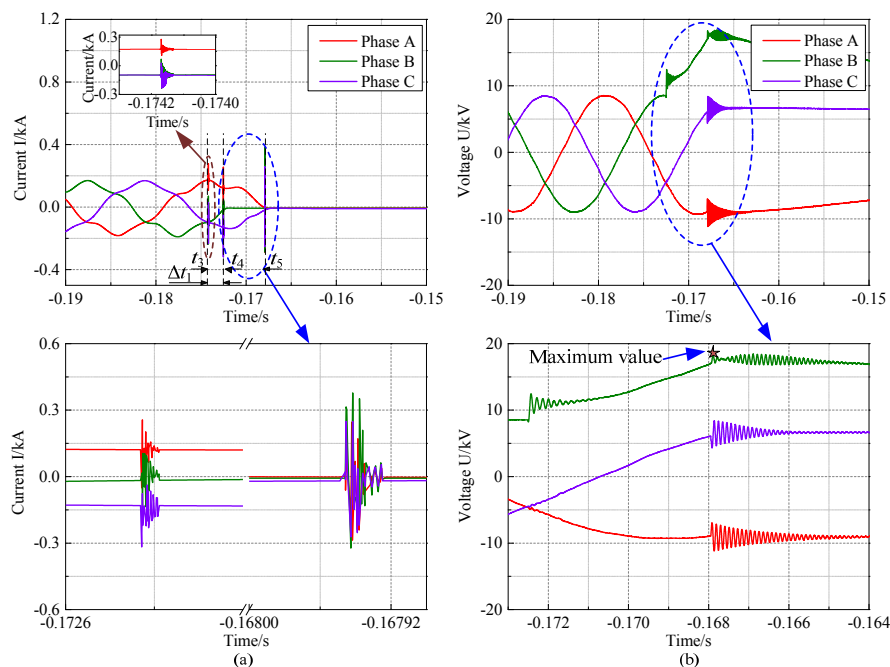 1.2
0.8
0.4
0.0
-0.4
Current I/kA
0.3
0.0
-0.3
Current/kA
-0.1742
-0.1740
Time/s
Phase A
Phase B
Phase C
t3
t4
t5
Δt1
-0.19
-0.18
-0.17
-0.16
-0.15
Time/s
20
10
0
-10
-20
Voltage U/kV
Phase A
Phase B
Phase C
-0.19
-0.18
-0.17
-0.16
-0.15
Time/s
0.6
0.3
0.0
-0.3
-0.6
Current I/kA
-0.1726
-0.16800
-0.16792
Time/s
(a)
20
10
0
-10
-20
Voltage U/kV
Maximum value
-0.172
-0.170
-0.168
-0.166
-0.164
Time/s
(b)